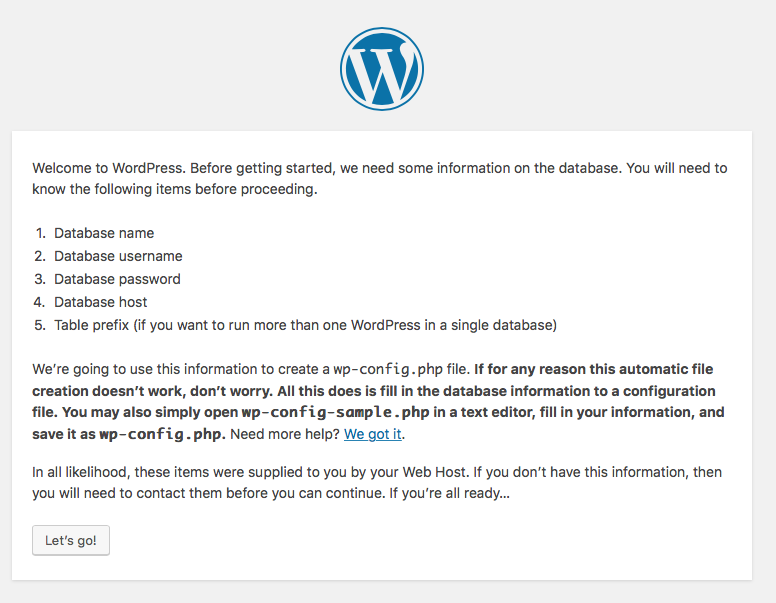 Welcome to WordPress. Before getting started, we need some information on the database. You will need to
know the following items before proceeding.
1. Database name
2. Database username
3. Database password
4. Database host
5. Table prefix (if you want to run more than one WordPress in a single database)
We’re going to use this information to create a wp-config.php file. If for any reason this automatic file
creation doesn’t work, don’t worry. All this does is fill in the database information to a configuration
file. You may also simply open wp-config-sample.php in a text editor, fill in your information, and
save it as wp-config.php. Need more help? We got it.
In all likelihood, these items were supplied to you by your Web Host. If you don’t have this information, then
you will need to contact them before you can continue. If you’re all ready…
Let’s go!